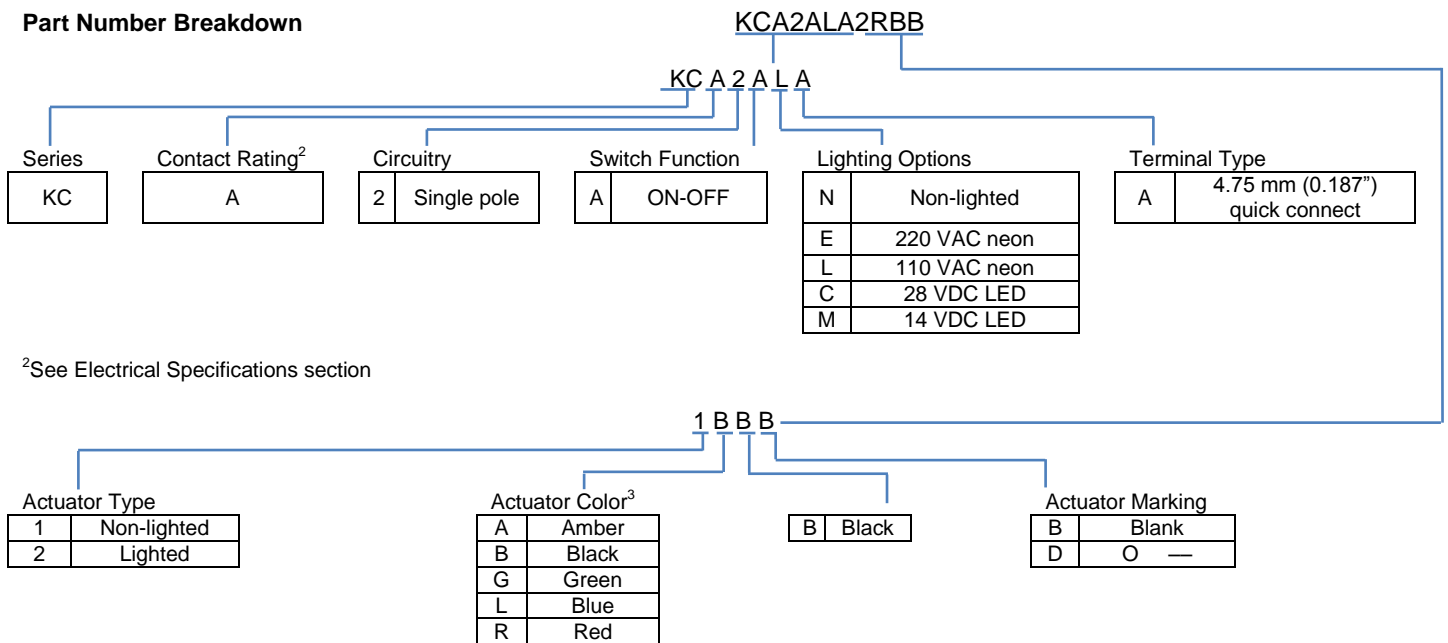 Part Number Breakdown
KCA2ALA2RBB
KC A 2 A L A
Series
KC
Contact Rating2
A
Circuitry
2 Single pole
Switch Function
A ON-OFF
Lighting Options
N Non-lighted
E 220 VAC neon
L 110 VAC neon
C 28 VDC LED
M 14 VDC LED
Terminal Type
A 4.75 mm (0.187”)
quick connect
2See Electrical Specifications section
1 B B B
Actuator Type
1 Non-lighted
2 Lighted
Actuator Color3
A Amber
B Black
G Green
L Blue
R Red
B Black
Actuator Marking
B Blank
D O —